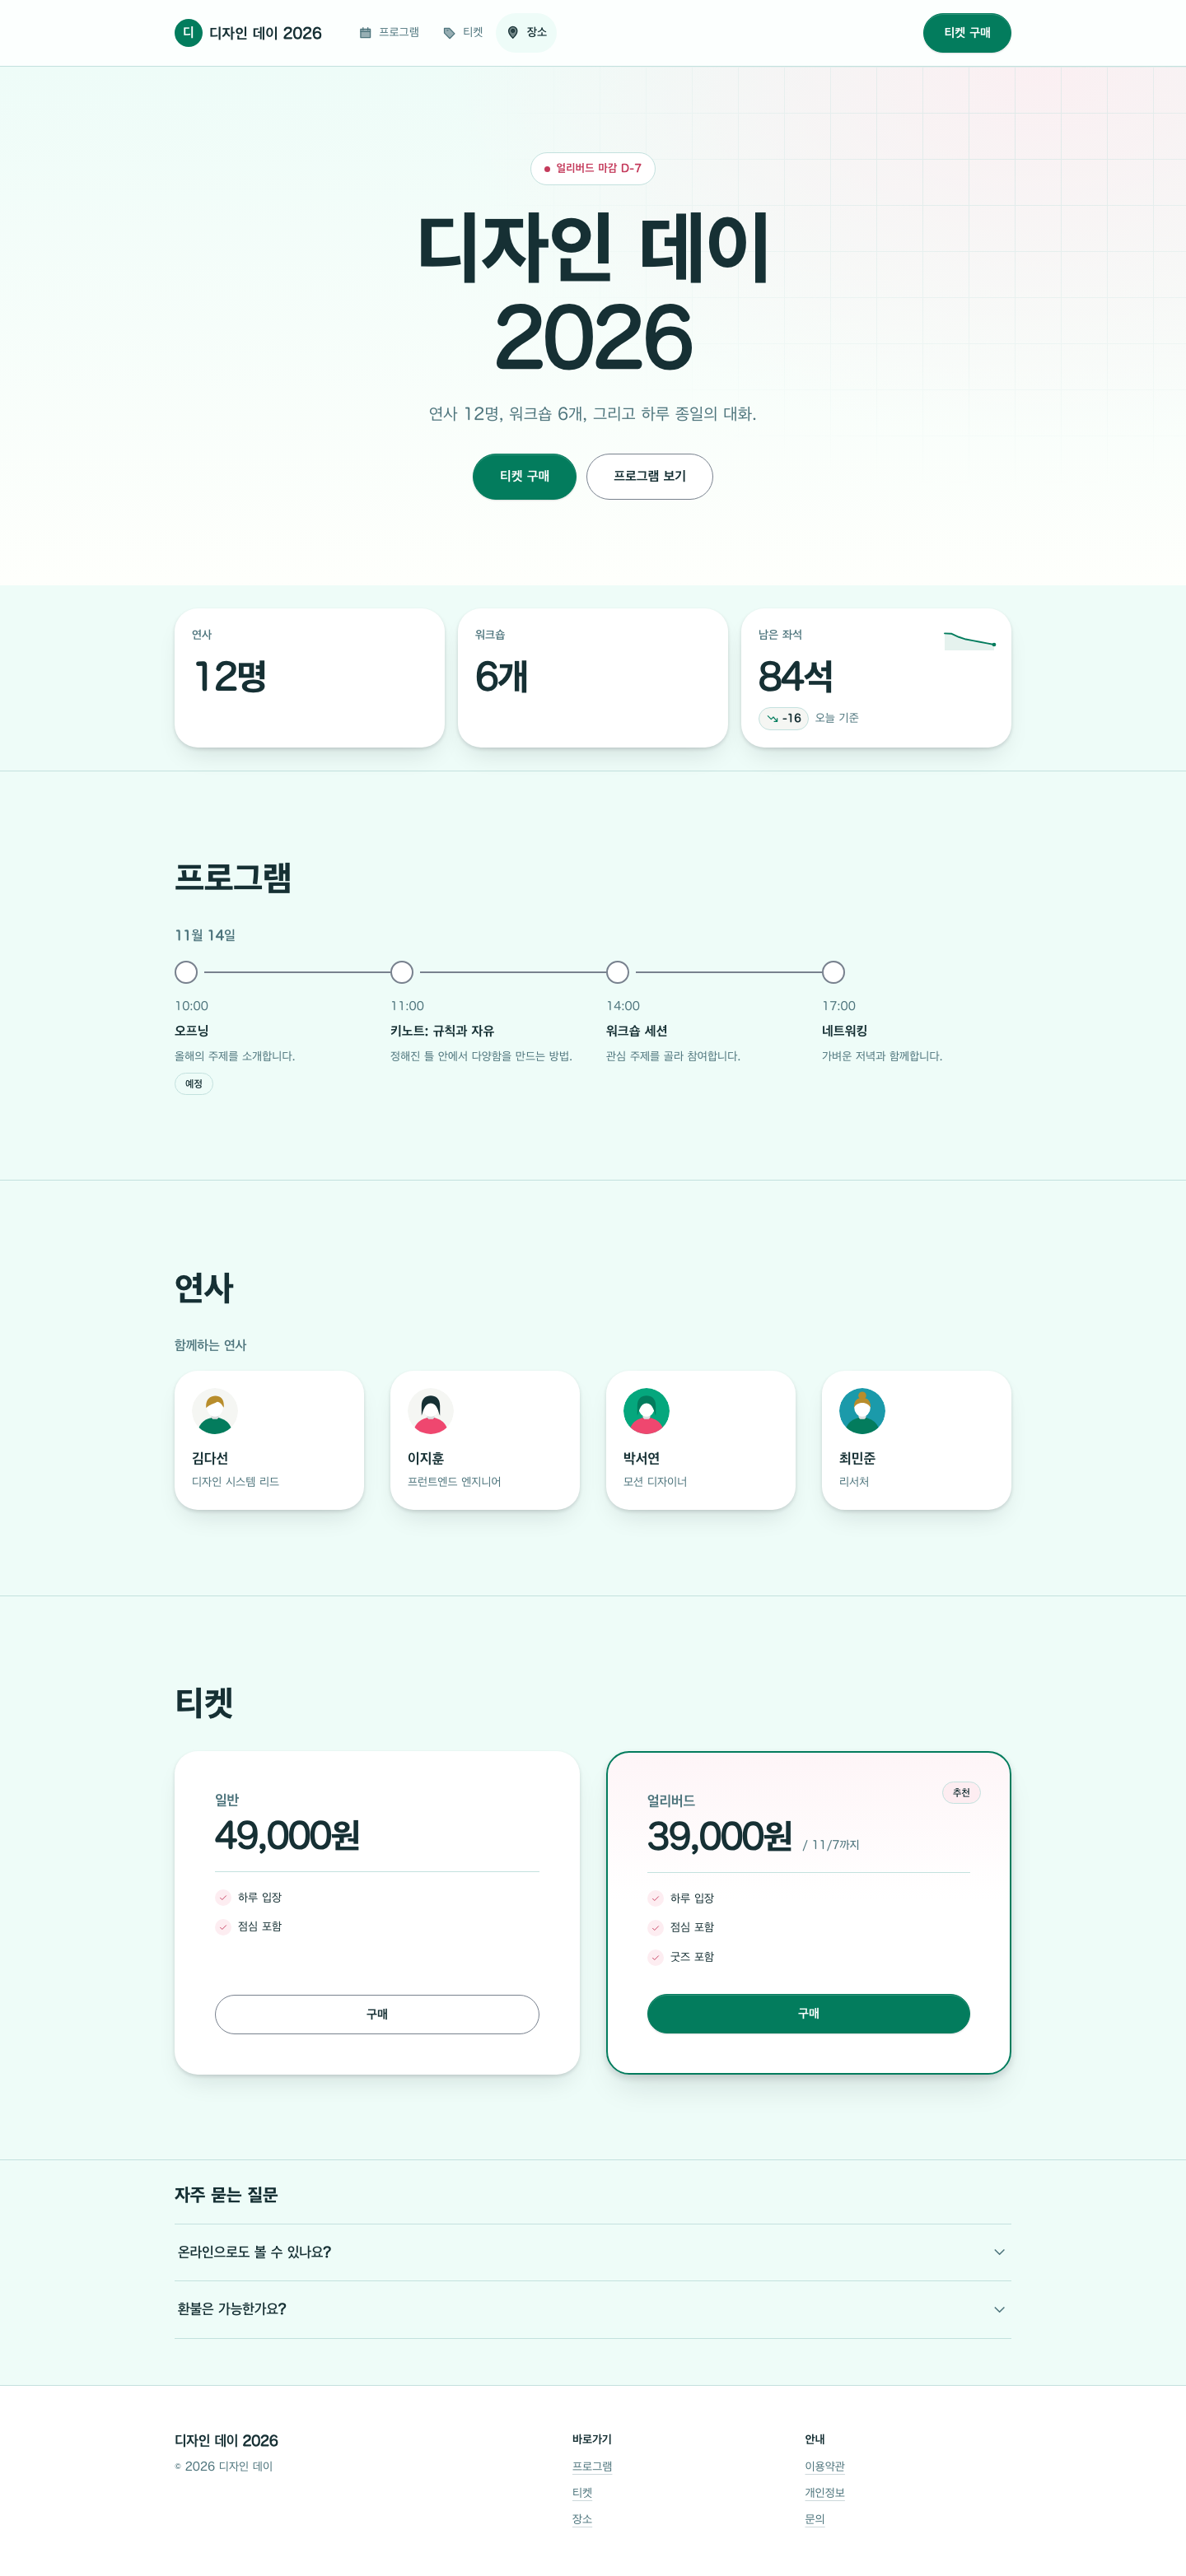 디 디자인 데이 2026 프로그램 티켓 장소 티켓 구매
얼리버드 마감 D-7
디자인 데이
2026
연사 12명, 워크숍 6개, 그리고 하루 종일의 대화.
티켓 구매 프로그램 보기
연사
12명
워크숍
6개
남은 좌석
84석
-16 오늘 기준
프로그램
11월 14일
10:00
오프닝
올해의 주제를 소개합니다.
예정
11:00
키노트: 규칙과 자유
정해진 틀 안에서 다양함을 만드는 방법.
14:00
워크숍 세션
관심 주제를 골라 참여합니다.
17:00
네트워킹
가벼운 저녁과 함께합니다.
연사
함께하는 연사
김다선
디자인 시스템 리드
이지훈
프런트엔드 엔지니어
박서연
모션 디자이너
최민준
리서처
티켓
일반
49,000원
하루 입장
점심 포함
구매
추천
얼리버드
39,000원 / 11/7까지
하루 입장
점심 포함
굿즈 포함
구매
자주 묻는 질문
온라인으로도 볼 수 있나요?
환불은 가능한가요?
디자인 데이 2026
© 2026 디자인 데이
바로가기
프로그램
티켓
장소
안내
이용약관
개인정보
문의